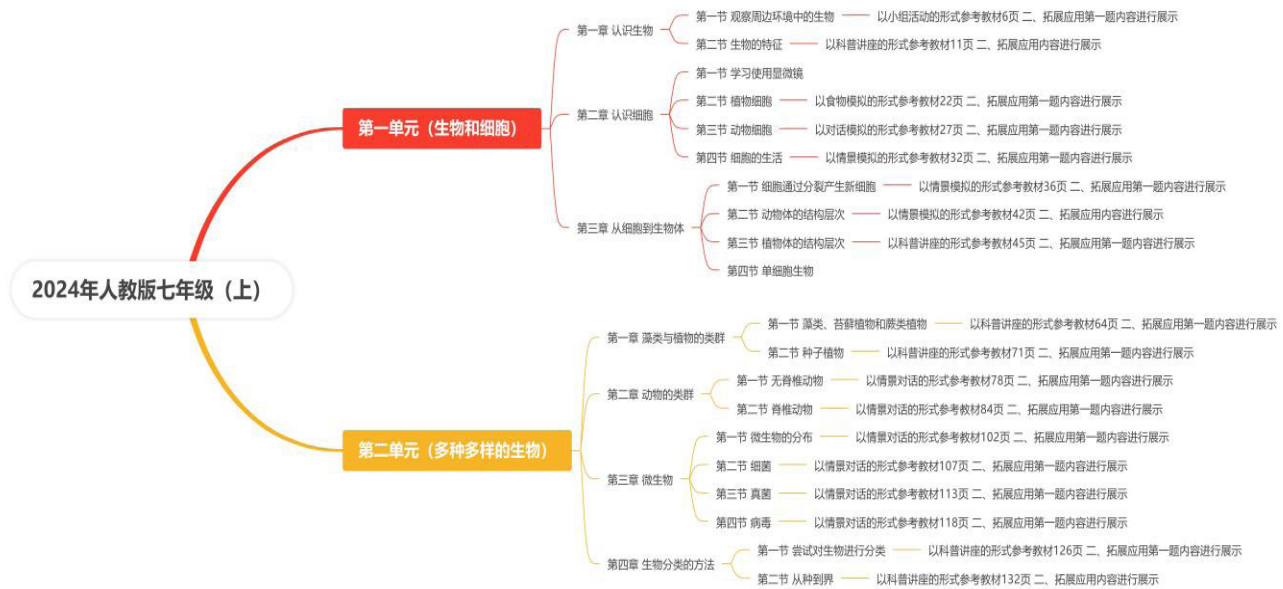 2024年人教版七年级（上）
第一单元（生物和细胞）
第一章 认识生物
第一节 观察周边环境中的生物
以小组活动的形式参考教材6页 二、拓展应用第一题内容进行展示
第二节 生物的特征
以科普讲座的形式参考教材11页 二、拓展应用内容进行展示
第二章 认识细胞
第一节 学习使用显微镜
第二节 植物细胞
以食物模拟的形式参考教材22页 二、拓展应用第一题内容进行展示
第三节 动物细胞
以对话模拟的形式参考教材27页 二、拓展应用第一题内容进行展示
第四节 细胞的生活
以情景模拟的形式参考教材32页 二、拓展应用第一题内容进行展示
第三章 从细胞到生物体
第一节 细胞通过分裂产生新细胞
以情景模拟的形式参考教材36页 二、拓展应用第一题内容进行展示
第二节 动物体的结构层次
以情景模拟的形式参考教材42页 二、拓展应用第一题内容进行展示
第三节 植物体的结构层次
以科普讲座的形式参考教材45页 二、拓展应用第一题内容进行展示
第四节 单细胞生物
第二单元（多种多样的生物）
第一章 藻类与植物的类群
第一节 藻类、苔藓植物和蕨类植物
以科普讲座的形式参考教材64页 二、拓展应用第一题内容进行展示
第二节 种子植物
以科普讲座的形式参考教材71页 二、拓展应用第一题内容进行展示
第二章 动物的类群
第一节 无脊椎动物
以情景对话的形式参考教材78页 二、拓展应用第一题内容进行展示
第二节 脊椎动物
以情景对话的形式参考教材84页 二、拓展应用第一题内容进行展示
第三章 微生物
第一节 微生物的分布
以情景对话的形式参考教材102页 二、拓展应用第一题内容进行展示
第二节 细菌
以情景对话的形式参考教材107页 二、拓展应用第一题内容进行展示
第三节 真菌
以情景对话的形式参考教材113页 二、拓展应用第一题内容进行展示
第四节 病毒
以情景对话的形式参考教材118页 二、拓展应用第一题内容进行展示
第四章 生物分类的方法
第一节 尝试对生物进行分类
以科普讲座的形式参考教材126页 二、拓展应用第一题内容进行展示
第二节 从种到界
以科普讲座的形式参考教材132页 二、拓展应用内容进行展示